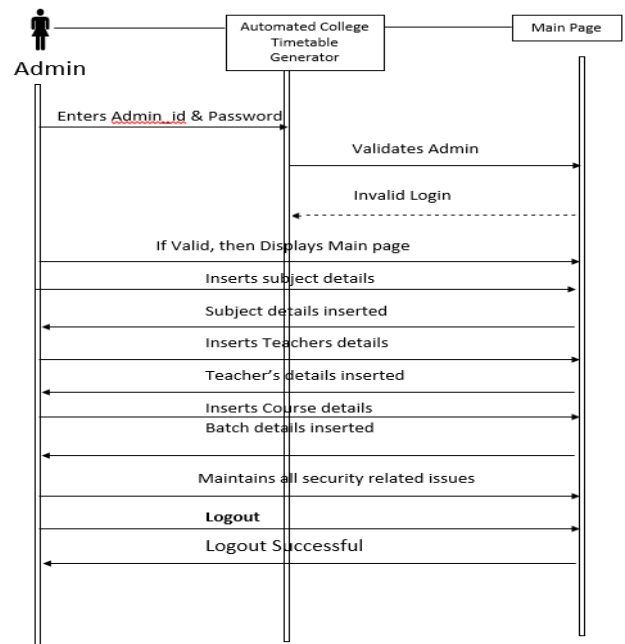 Automated College
Timetable
Generator
Main Page
Admin
Enters Admin_id & Password
Validates Admin
Invalid Login
If Valid, then Displays Main page
Inserts subject details
Subject details inserted
Inserts Teachers details
Teacher's details inserted
Inserts Course details
Batch details inserted
Maintains all security related issues
Logout
Logout Successful